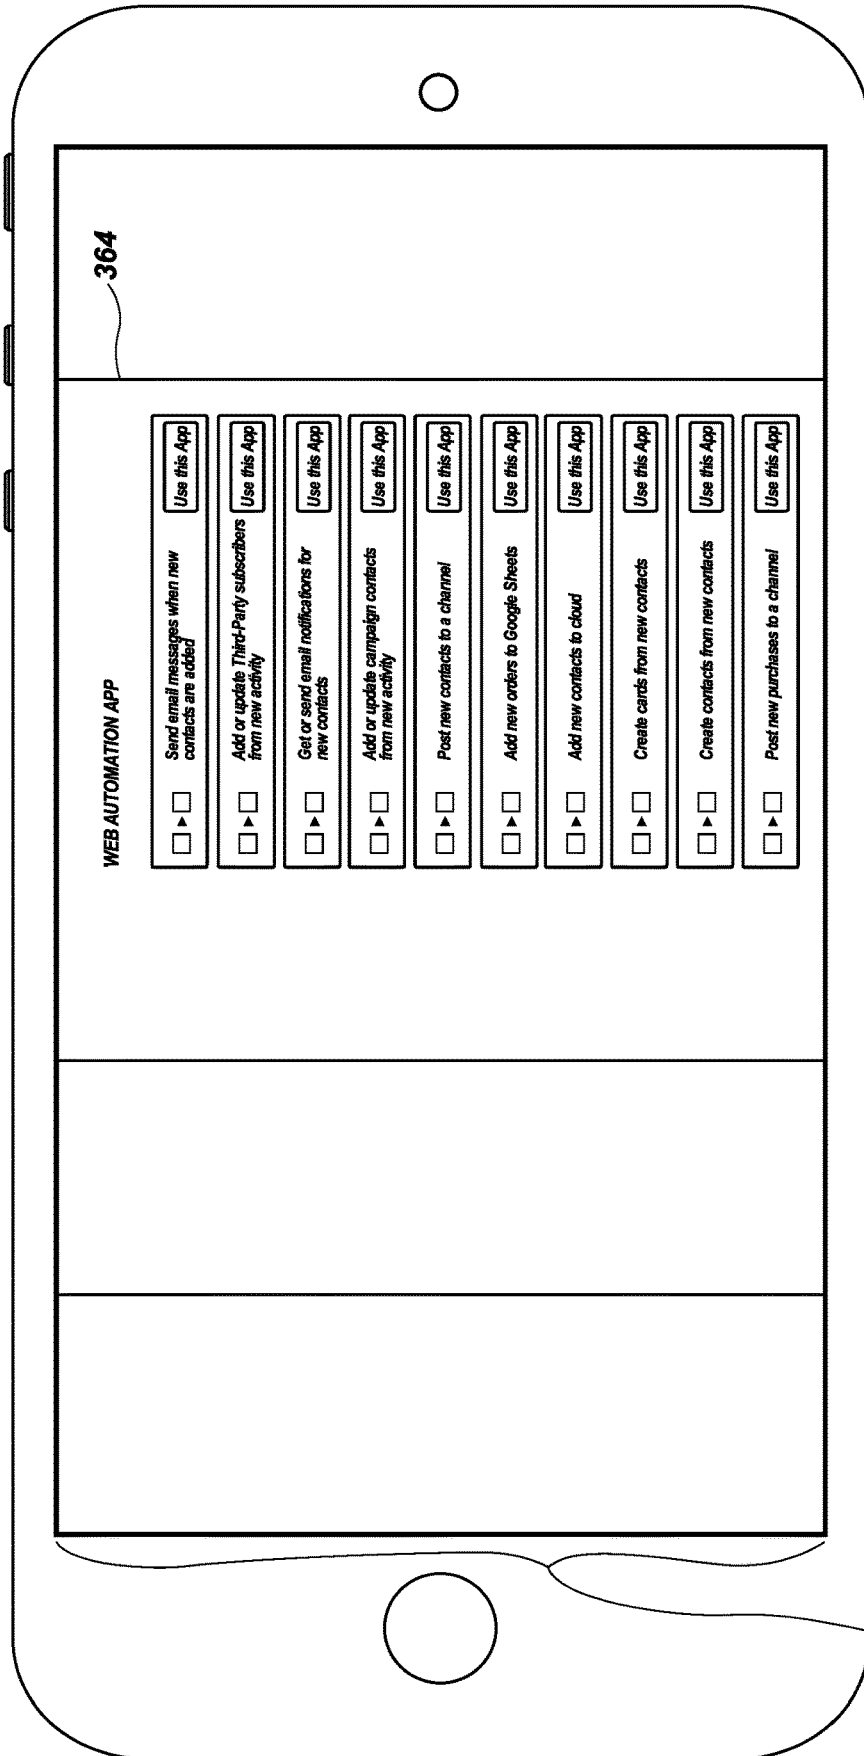 364
WEB AUTOMATION APP
Send email messages when new
contacts are added
Use this App
Add or update Third-Party subscribers
from new activity
Use this App
Get or send email notifications for
new contacts
Use this App
Add or update campaign contacts
from new activity
Use this App
Post new contacts to a channel
Use this App
Add new orders to Google Sheets
Use this App
Add new contacts to cloud
Use this App
Create cards from new contacts
Use this App
Create contacts from new contacts
Use this App
Post new purchases to a channel
Use this App